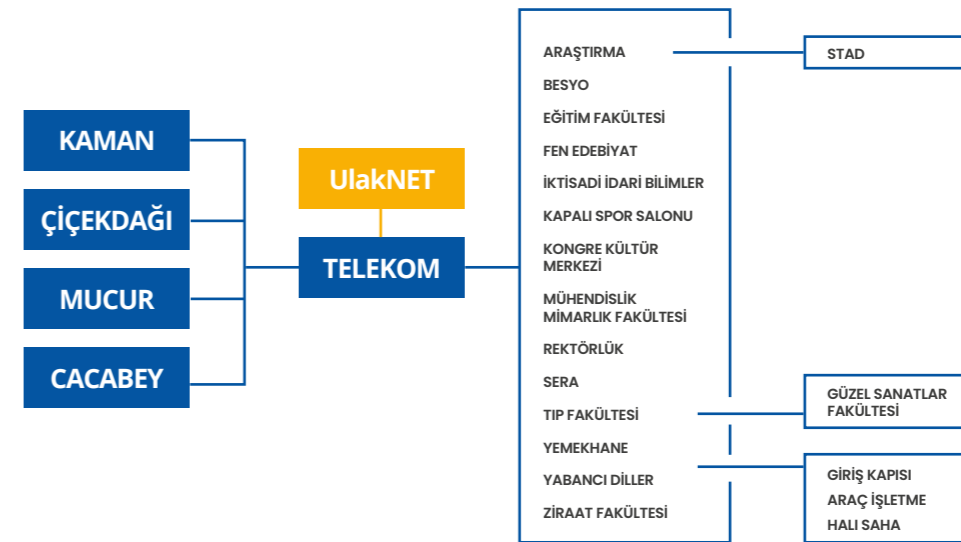 KAMAN
ÇİÇEKDAĞI
MUCUR
CACABEY
UlakNET
TELEKOM
ARAŞTIRMA
BESYO
EĞİTİM FAKÜLTESİ
FEN EDEBİYAT
İKTİSADİ İDARİ BİLİMLER
KAPALI SPOR SALONU
KONGRE KÜLTÜR
MERKEZİ
MÜHENDİSLİK
MİMARLIK FAKÜLTESİ
REKTÖRLÜK
SERA
TIP FAKÜLTESİ
YEMEKHANE
YABANCI DİLLER
ZİRAAT FAKÜLTESİ
STAD
GÜZEL SANATLAR
FAKÜLTESİ
GİRİŞ KAPISI
ARAÇ İŞLETME
HALI SAHA